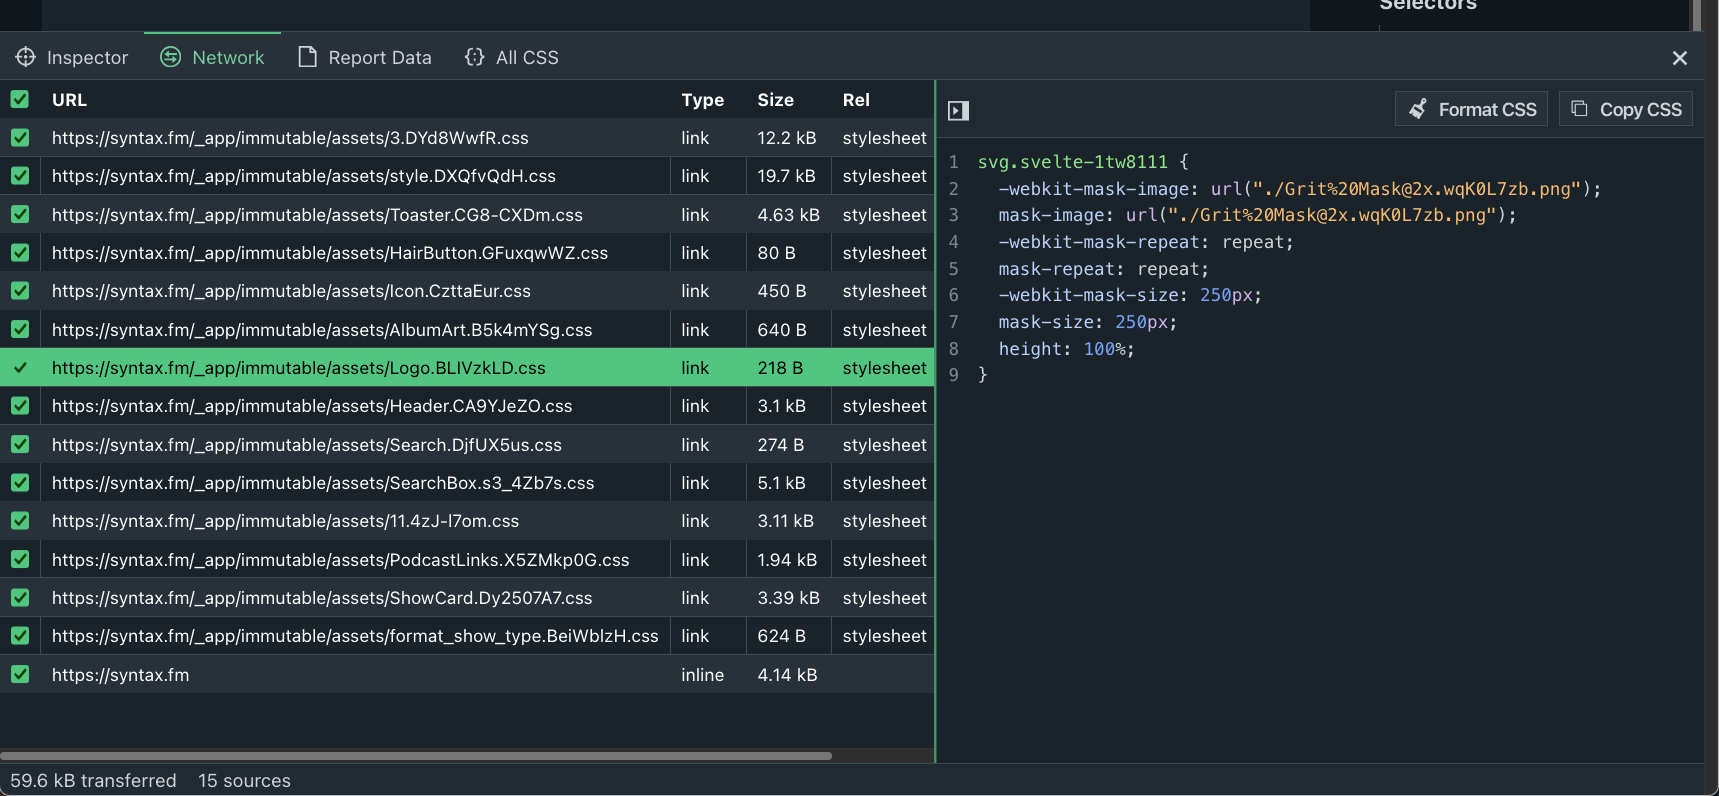 Selectors
Inspector Network Report Data All CSS
URL Type Size Rel
https://syntax.fm/_app/immutable/assets/3.DYd8WwfR.css link 12.2 kB stylesheet
https://syntax.fm/_app/immutable/assets/style.DXQfvQdH.css link 19.7 kB stylesheet
https://syntax.fm/_app/immutable/assets/Toaster.CG8-CXDm.css link 4.63 kB stylesheet
https://syntax.fm/_app/immutable/assets/HairButton.GFuxqwWZ.css link 80 B stylesheet
https://syntax.fm/_app/immutable/assets/Icon.CzttaEur.css link 450 B stylesheet
https://syntax.fm/_app/immutable/assets/AlbumArt.B5k4mYSg.css link 640 B stylesheet
https://syntax.fm/_app/immutable/assets/Logo.BLIVzkLD.css link 218 B stylesheet
https://syntax.fm/_app/immutable/assets/Header.CA9YJeZO.css link 3.1 kB stylesheet
https://syntax.fm/_app/immutable/assets/Search.DjfUX5us.css link 274 B stylesheet
https://syntax.fm/_app/immutable/assets/SearchBox.s3_4Zb7s.css link 5.1 kB stylesheet
https://syntax.fm/_app/immutable/assets/11.4zJ-I7om.css link 3.11 kB stylesheet
https://syntax.fm/_app/immutable/assets/PodcastLinks.X5ZMkp0G.css link 1.94 kB stylesheet
https://syntax.fm/_app/immutable/assets/ShowCard.Dy2507A7.css link 3.39 kB stylesheet
https://syntax.fm/_app/immutable/assets/format_show_type.BeiWblzH.css link 624 B stylesheet
https://syntax.fm inline 4.14 kB
Format CSS Copy CSS
1 svg.svelte-1tw8111 {
2 -webkit-mask-image: url("./Grit%20Mask@2x.wqK0L7zb.png");
3 mask-image: url("./Grit%20Mask@2x.wqK0L7zb.png");
4 -webkit-mask-repeat: repeat;
5 mask-repeat: repeat;
6 -webkit-mask-size: 250px;
7 mask-size: 250px;
8 height: 100%;
9 }
59.6 kB transferred 15 sources